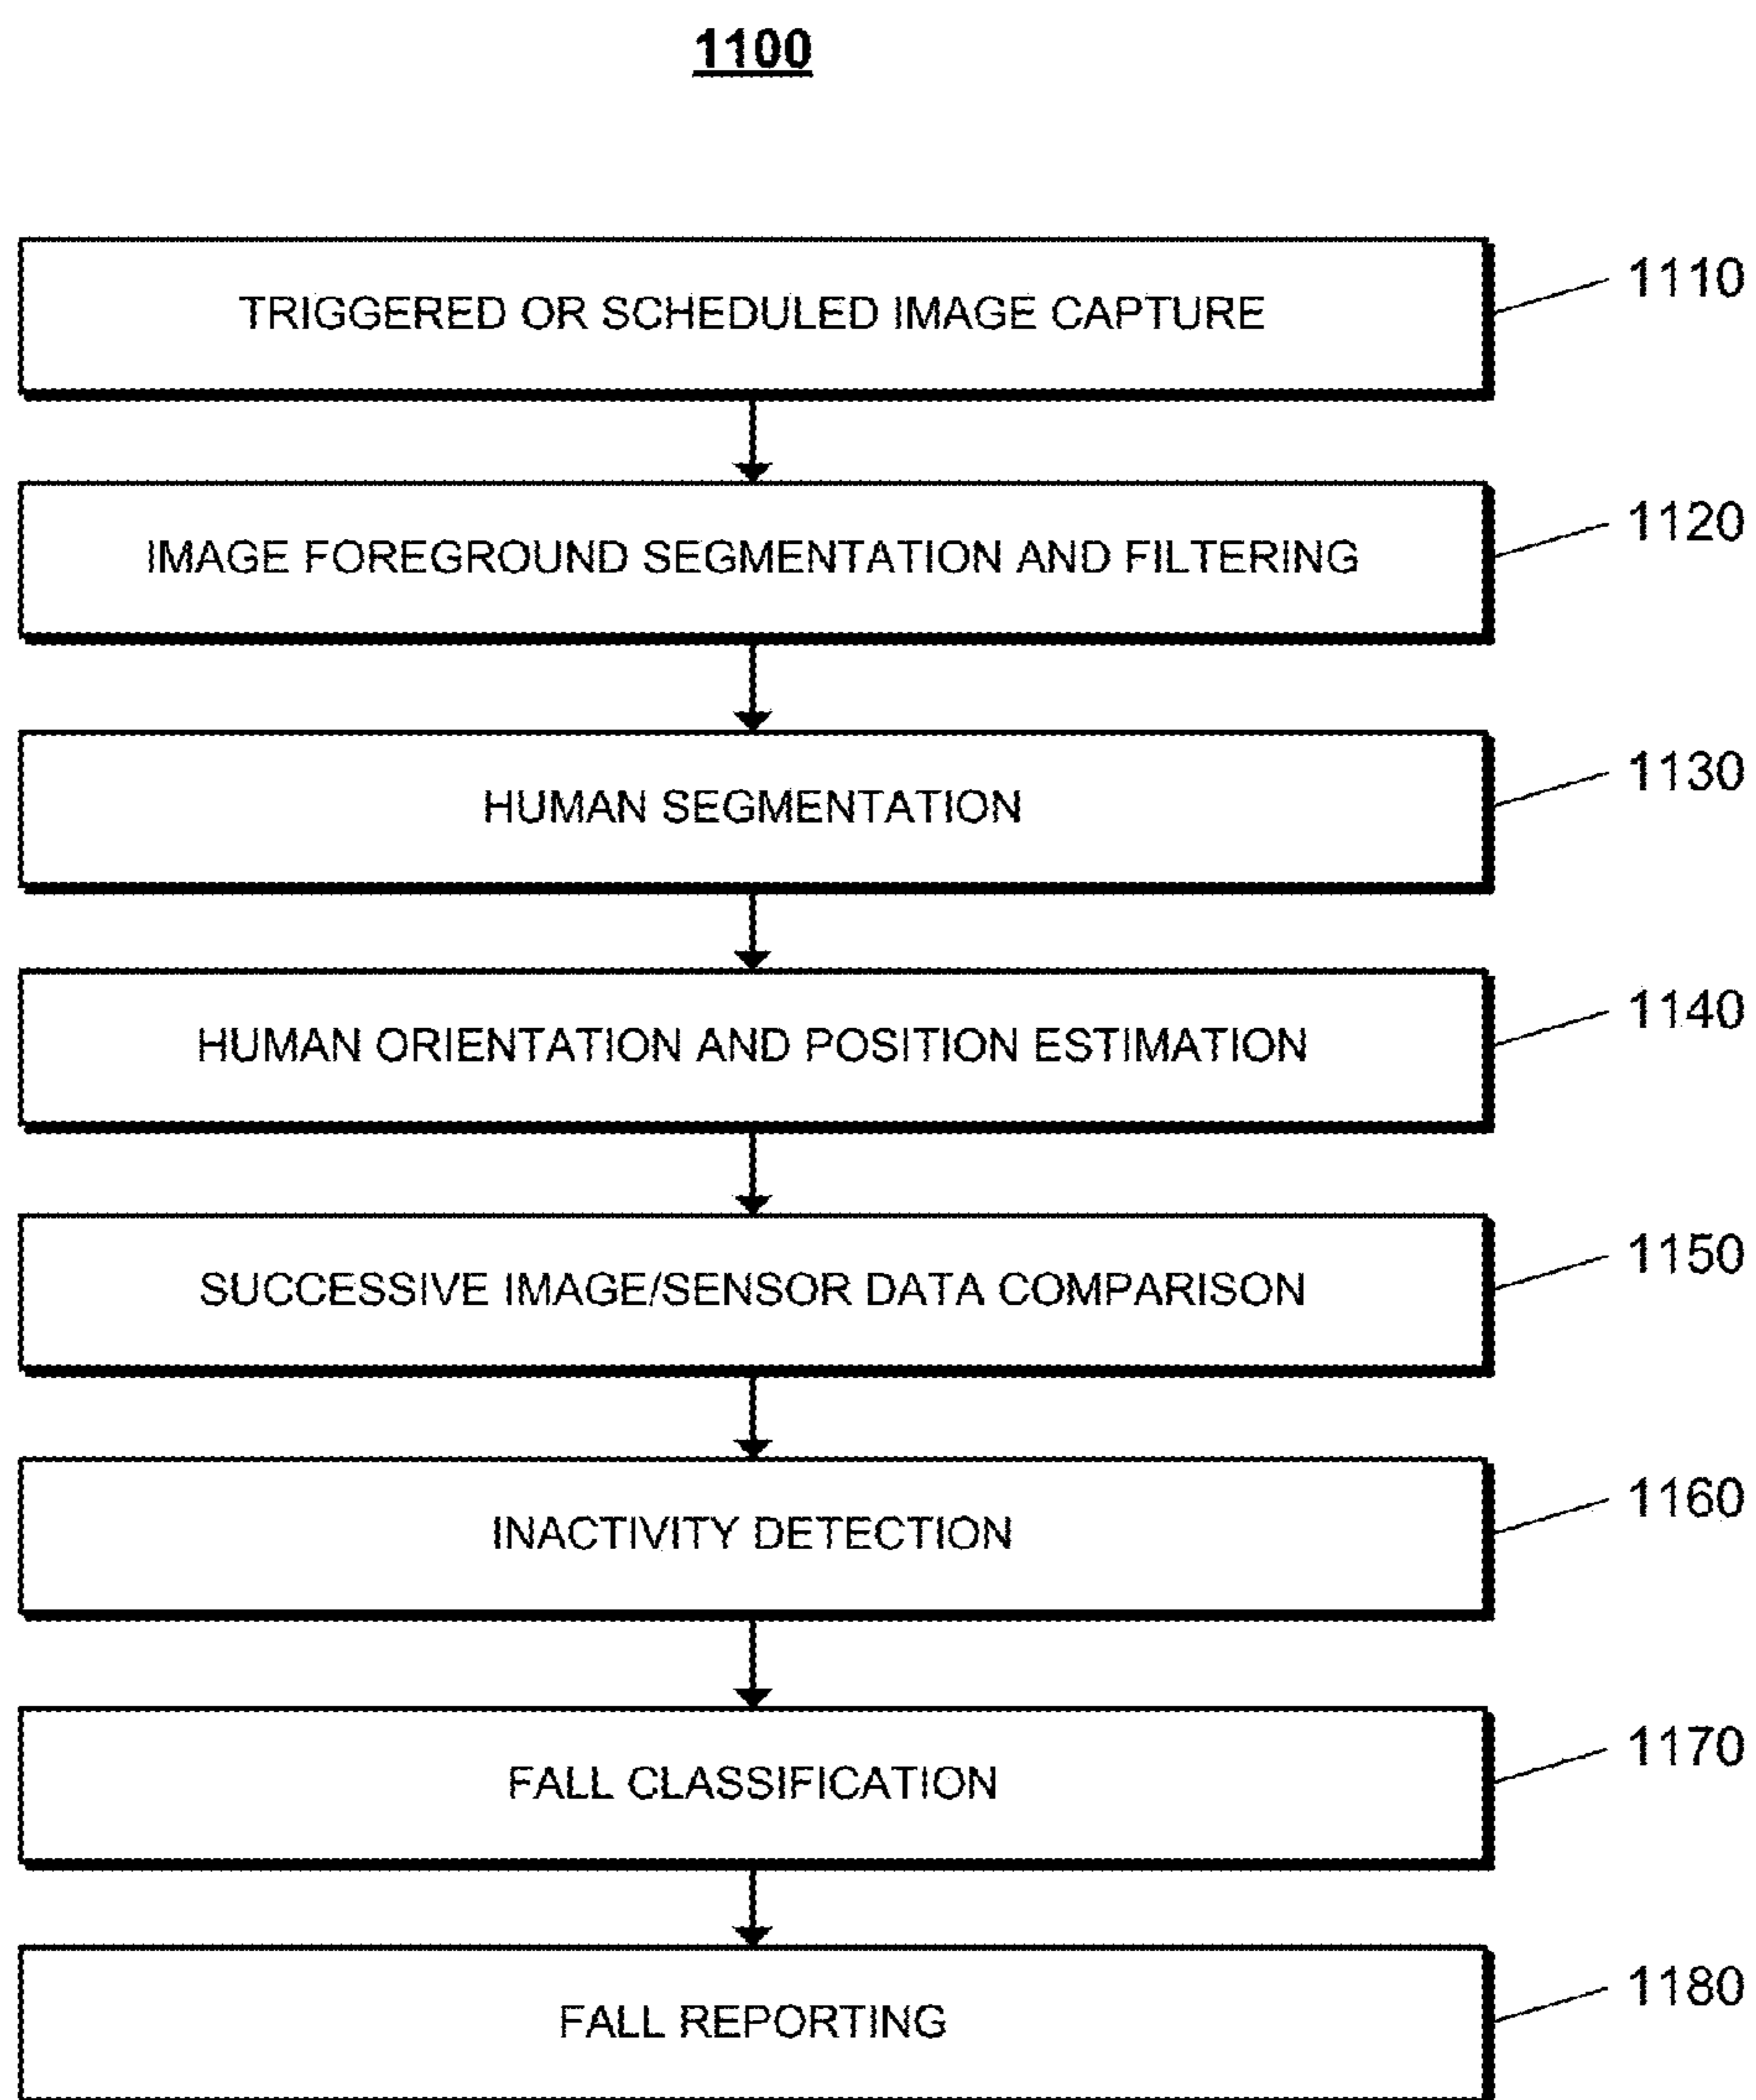 1100
TRIGGERED OR SCHEDULED IMAGE CAPTURE
1110
IMAGE FOREGROUND SEGMENTATION AND FILTERING
1120
HUMAN SEGMENTATION
1130
HUMAN ORIENTATION AND POSITION ESTIMATION
1140
SUCCESSIVE IMAGE/SENSOR DATA COMPARISON
1150
INACTIVITY DETECTION
1160
FALL CLASSIFICATION
1170
FALL REPORTING
1180